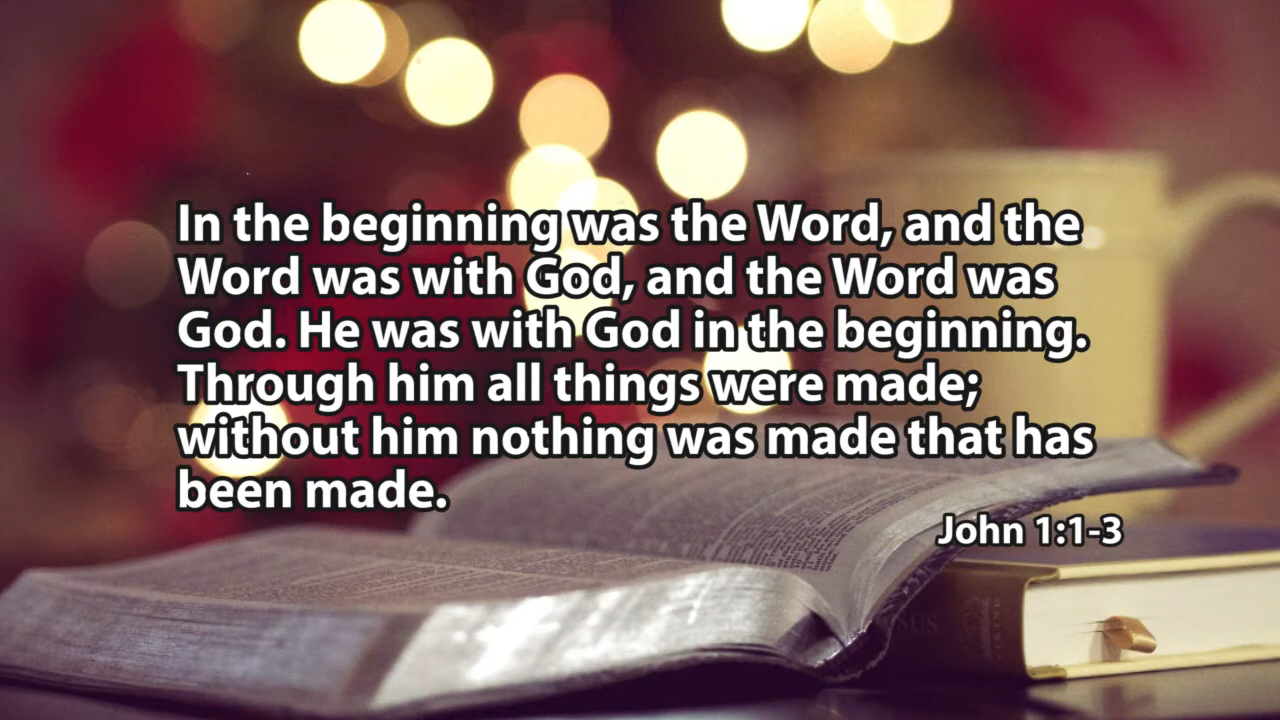 In the beginning was the Word, and the
Word was with God, and the Word was
God. He was with God in the beginning.
Through him all things were made;
without him nothing was made that has
been made.
John 1:1-3